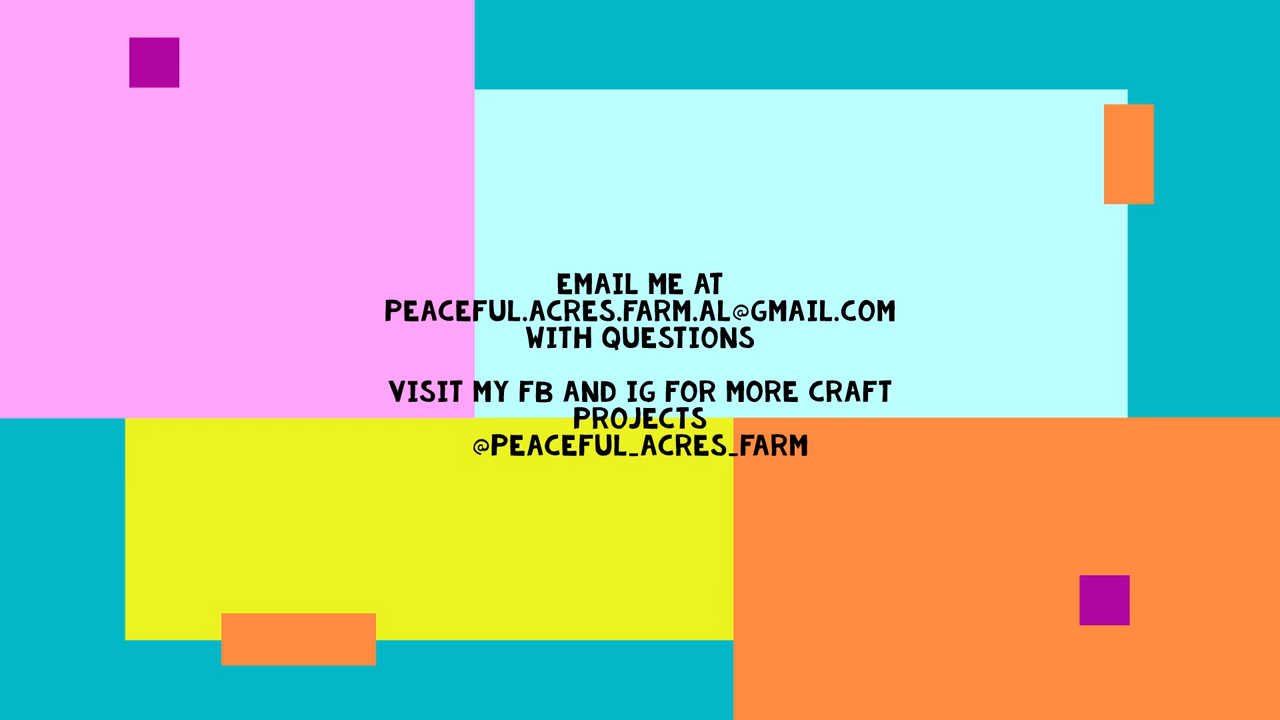 EMAIL ME AT
PEACEFUL.ACRES.FARM.AL@GMAIL.COM
WITH QUESTIONS
VISIT MY FB AND IG FOR MORE CRAFT
PROJECTS
@PEACEFUL_ACRES_FARM